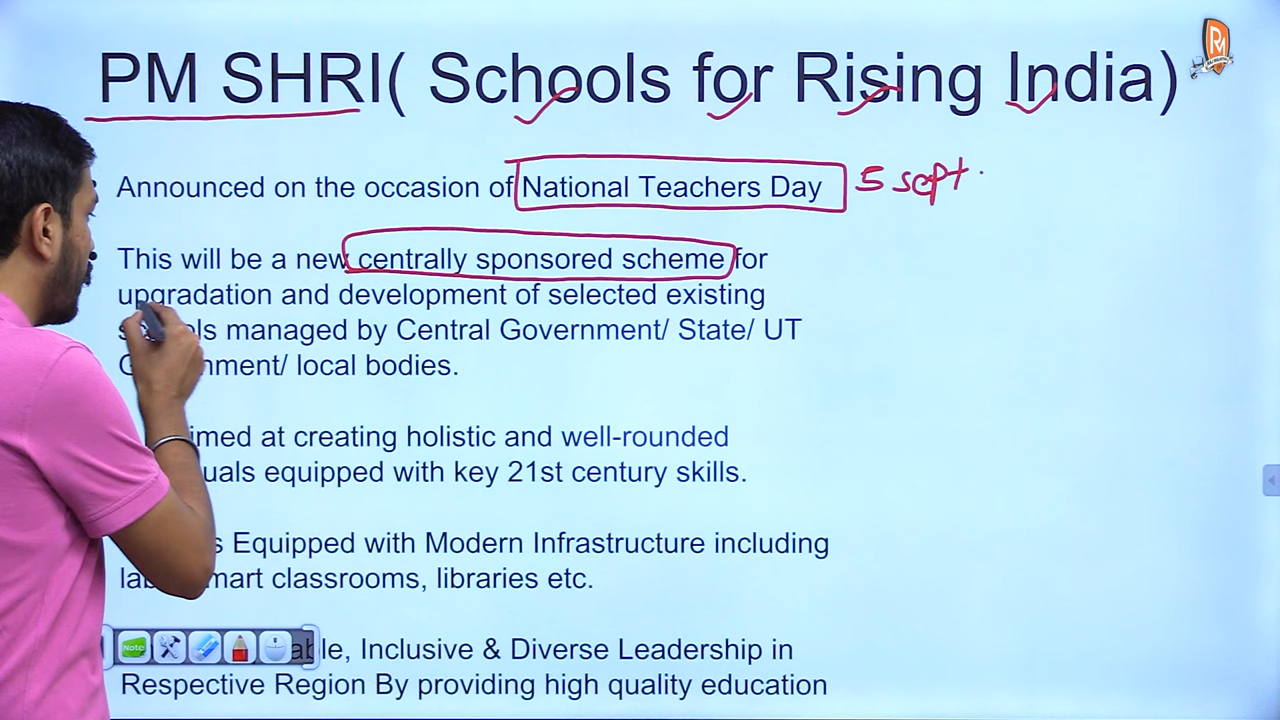 PM SHRI( Schools for Rising India)
Announced on the occasion of National Teachers Day 5 sept.
This will be a new centrally sponsored scheme for
upgradation and development of selected existing
managed by Central Government/ State/ UT
local bodies.
at creating holistic and well-rounded
equipped with key 21st century skills.
Equipped with Modern Infrastructure including
classrooms, libraries etc.
Inclusive & Diverse Leadership in
Respective Region By providing high quality education
Note